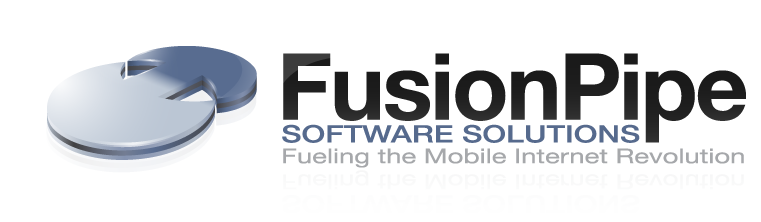 FusionPipe
SOFTWARE SOLUTIONS
Fueling the Mobile Internet Revolution